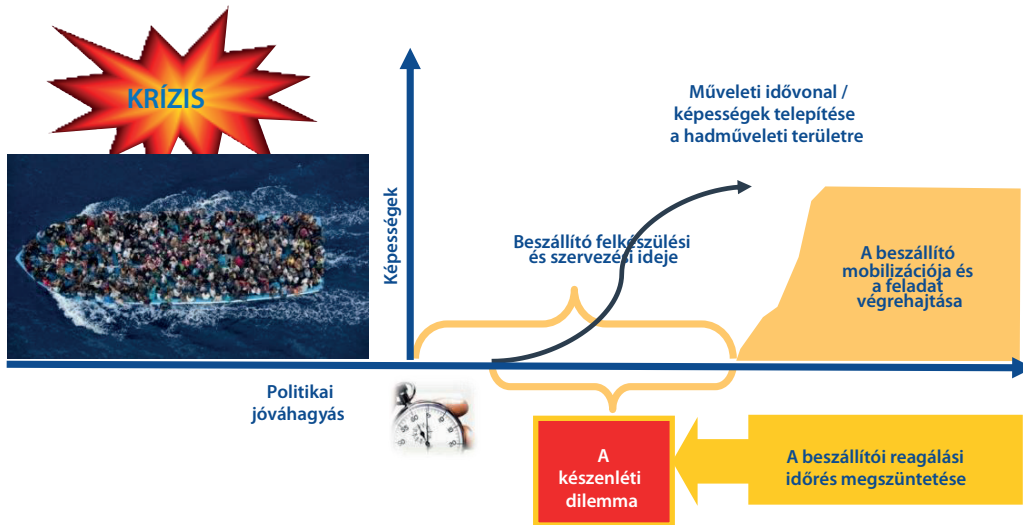 KRÍZIS
Képességek
Műveleti idővonal /
képességek telepítése
a hadműveleti területre
Beszállító felkészülési
és szervezési ideje
A beszállító
mobilizációja és
a feladat
végrehajtása
Politikai
jóváhagyás
A
készenléti
dilemma
A beszállítói reagálási
időrés megszüntetése